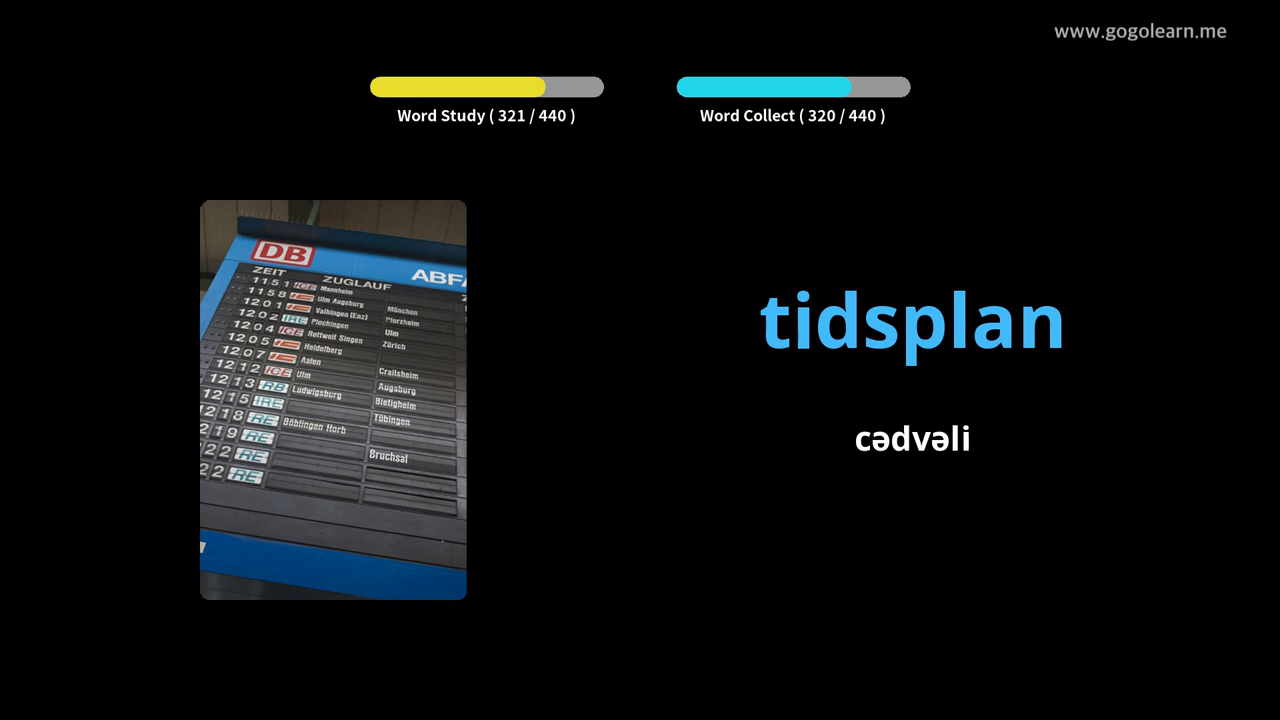 www.gogolearn.me
Word Study ( 321 / 440 )
Word Collect ( 320 / 440 )
DB
ZEIT ZUGLAUF ABFA
1151 ICE Mannheim
1158 Ulm Augsburg München
1201 Vaihingen (Enz) Pforzheim
1202 IRE Plochingen Ulm
1204 ICE Rottweil Singen Zürich
1205 Heidelberg
1207 Aalen Crailsheim
1212 ICE Ulm Augsburg
1213 RB Ludwigsburg Bietigheim
1215 IRE Tübingen
1218 RE Böblingen Horb
219 RE
22 RE Bruchsal
22 RE
tidsplan
cədvəli